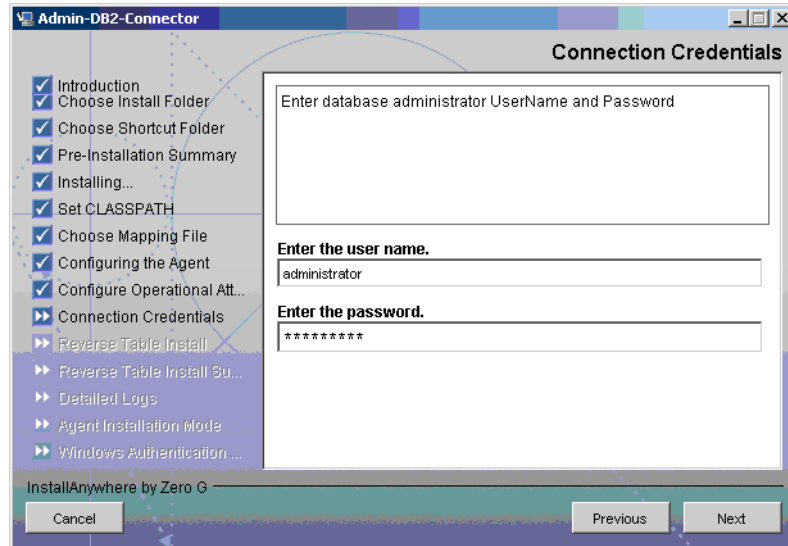 Admin-DB2-Connector
Connection Credentials
Introduction
Choose Install Folder
Choose Shortcut Folder
Pre-Installation Summary
Installing...
Set CLASSPATH
Choose Mapping File
Configuring the Agent
Configure Operational Att...
Connection Credentials
Reverse Table Install
Reverse Table Install Su...
Detailed Logs
Agent Installation Mode
Windows Authentication ...
Enter database administrator UserName and Password
Enter the user name.
administrator
Enter the password.
*********
InstallAnywhere by Zero G
Cancel
Previous
Next